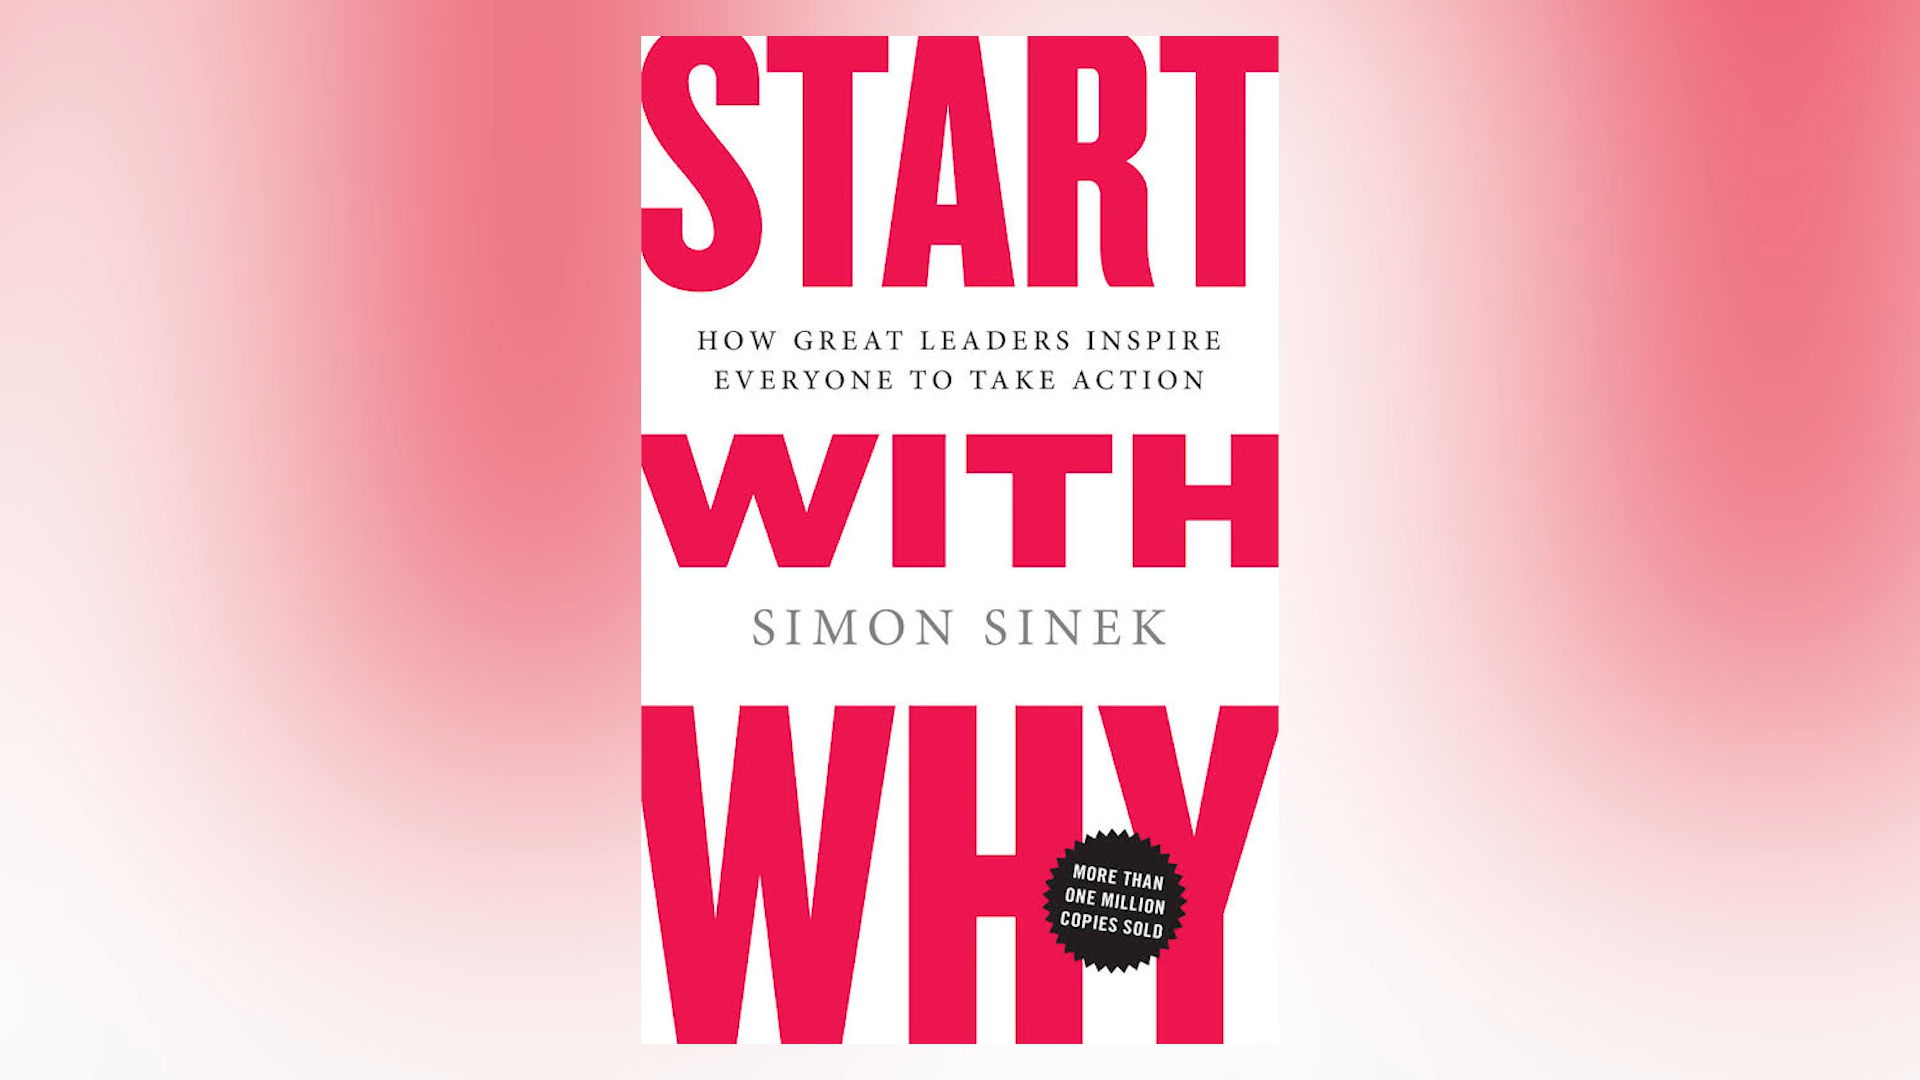 START
HOW GREAT LEADERS INSPIRE
EVERYONE TO TAKE ACTION
WITH
SIMON SINEK
WHY
MORE THAN
ONE MILLION
COPIES SOLD